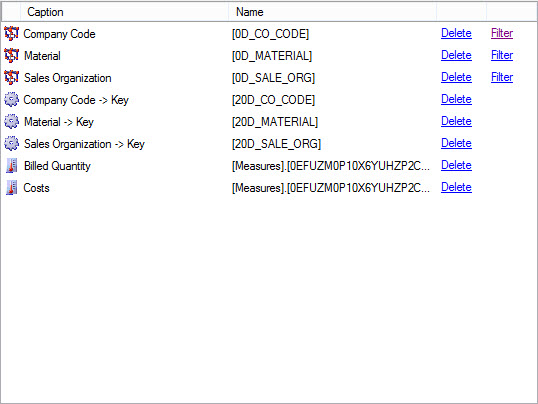 Caption Name
Company Code [0D_CO_CODE] Delete Filter
Material [0D_MATERIAL] Delete Filter
Sales Organization [0D_SALE_ORG] Delete Filter
Company Code -> Key [20D_CO_CODE] Delete
Material -> Key [20D_MATERIAL] Delete
Sales Organization -> Key [20D_SALE_ORG] Delete
Billed Quantity [Measures].[0EFUZM0P10X6YUHZP2C... Delete
Costs [Measures].[0EFUZM0P10X6YUHZP2C... Delete